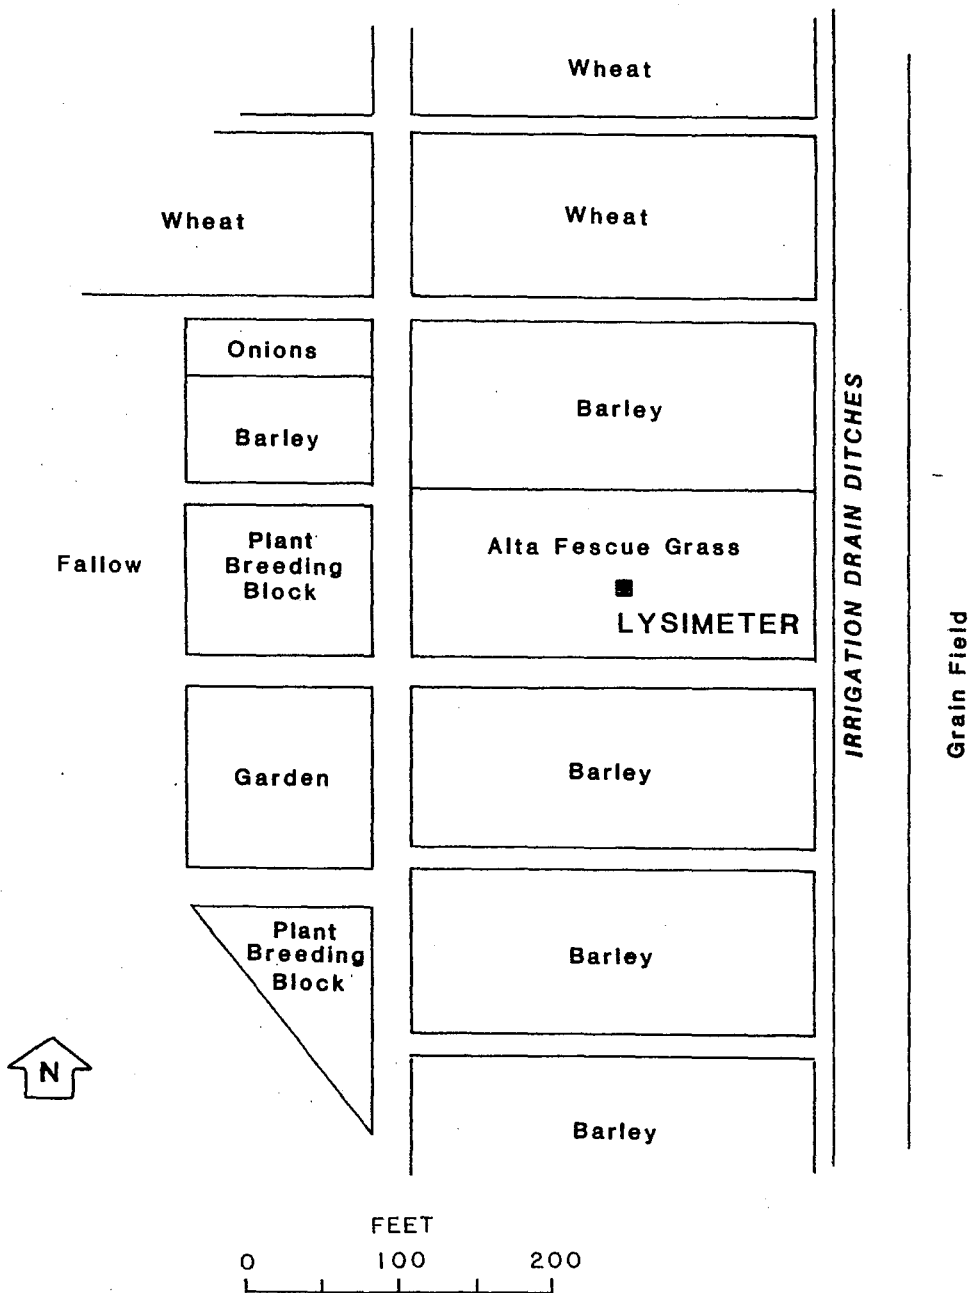 Wheat
Wheat
Wheat
Onions
Barley
Barley
Fallow
Plant
Breeding
Block
Alta Fescue Grass
LYSIMETER
IRRIGATION DRAIN DITCHES
Grain Field
Garden
Barley
Plant
Breeding
Block
Barley
N
Barley
FEET
0 100 200